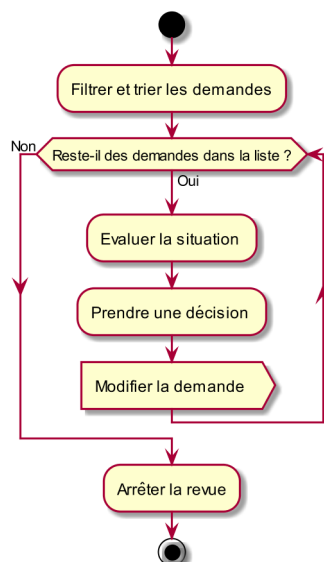 Filtrer et trier les demandes
Non
Reste-il des demandes dans la liste ?
Oui
Evaluer la situation
Prendre une décision
Modifier la demande
Arrêter la revue